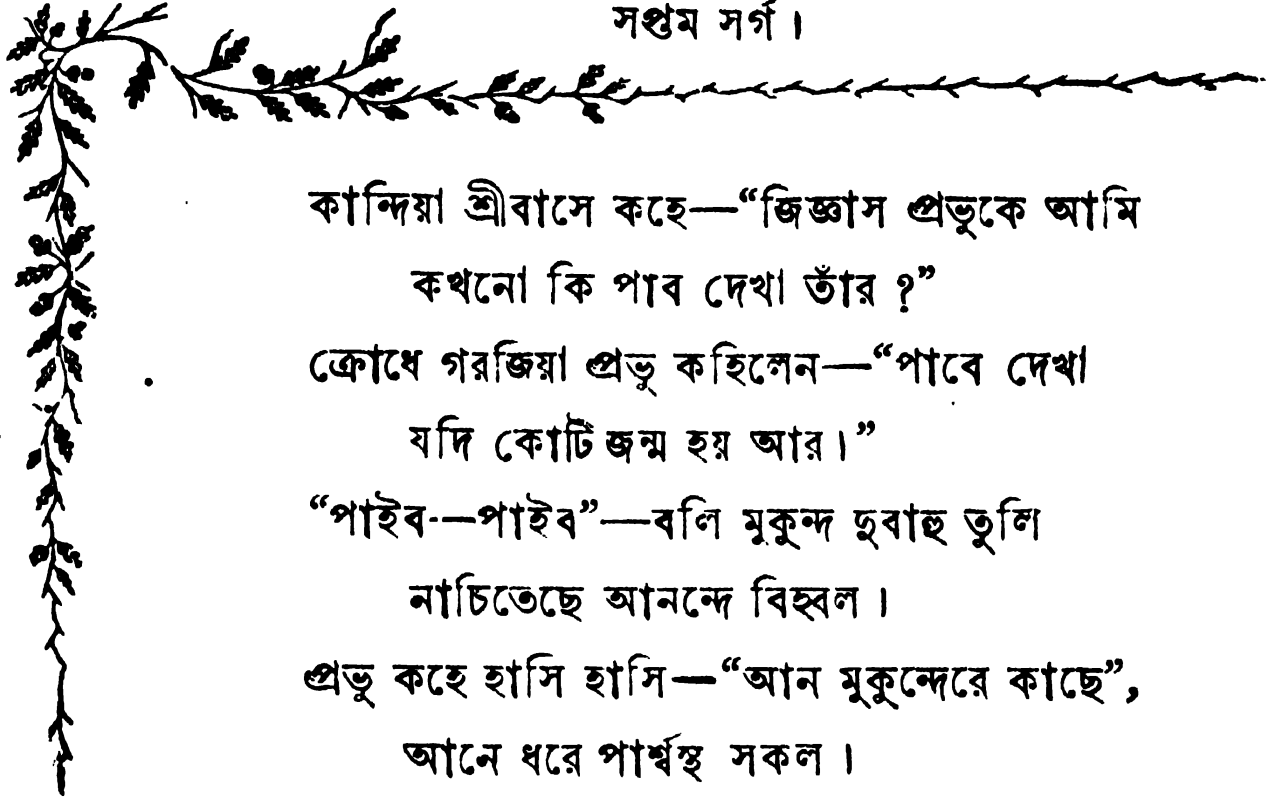 সপ্তম সর্গ।
কান্দিয়া শ্রীবাসে কহে—“জিজ্ঞাস প্রভুকে আমি
কখনো কি পাব দেখা তাঁর ?”
ক্রোধে গরজিয়া প্রভু কহিলেন—“পাবে দেখা
যদি কোটি জন্ম হয় আর।”
“পাইব—পাইব”—বলি মুকুন্দ দুবাহু তুলি
নাচিতেছে আনন্দে বিহ্বল।
প্রভু কহে হাসি হাসি—“আন মুকুন্দেরে কাছে”,
আনে ধরে পার্শ্বস্থ সকল।